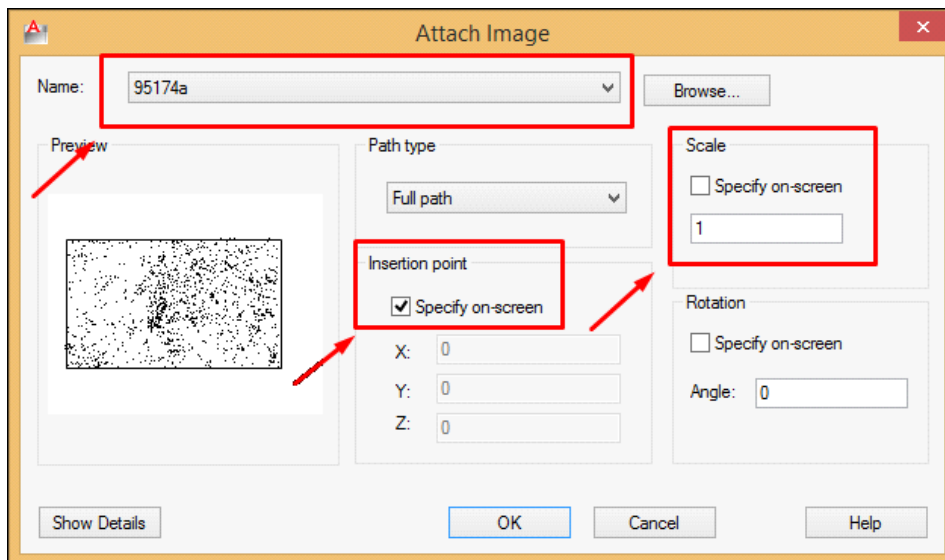 Attach Image
Name:
95174a
Browse...
Preview
Path type
Full path
Insertion point
Specify on-screen
X:
0
Y:
0
Z:
0
Scale
Specify on-screen
1
Rotation
Specify on-screen
Angle:
0
Show Details
OK
Cancel
Help